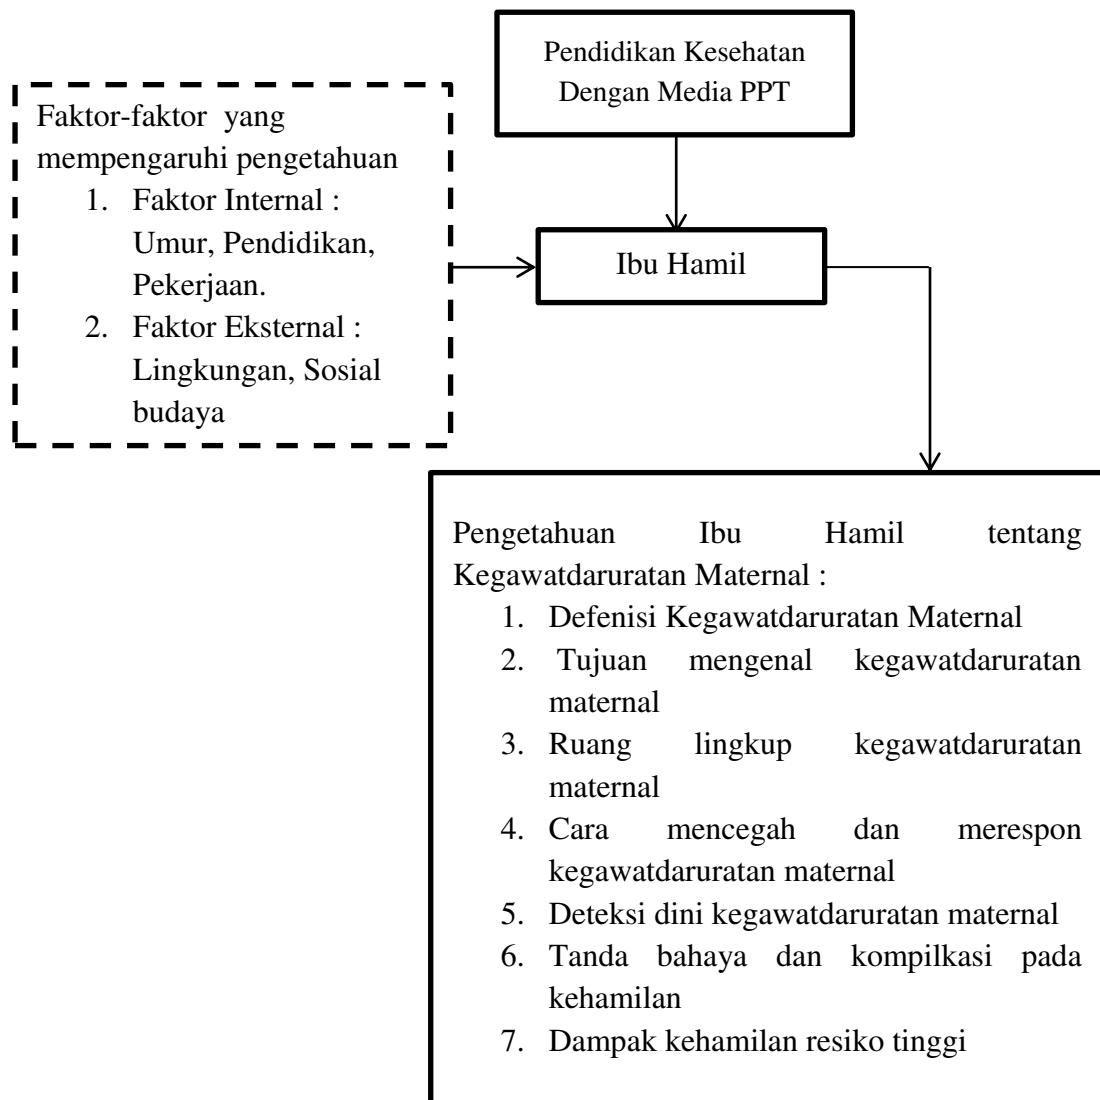 Pendidikan Kesehatan
Dengan Media PPT
Faktor-faktor yang
mempengaruhi pengetahuan
1. Faktor Internal :
Umur, Pendidikan,
Pekerjaan.
2. Faktor Eksternal :
Lingkungan, Sosial
budaya
Ibu Hamil
Pengetahuan Ibu Hamil tentang
Kegawatdaruratan Maternal :
1. Defenisi Kegawatdaruratan Maternal
2. Tujuan mengenal kegawatdaruratan
maternal
3. Ruang lingkup kegawatdaruratan
maternal
4. Cara mencegah dan merespon
kegawatdaruratan maternal
5. Deteksi dini kegawatdaruratan maternal
6. Tanda bahaya dan kompilkasi pada
kehamilan
7. Dampak kehamilan resiko tinggi